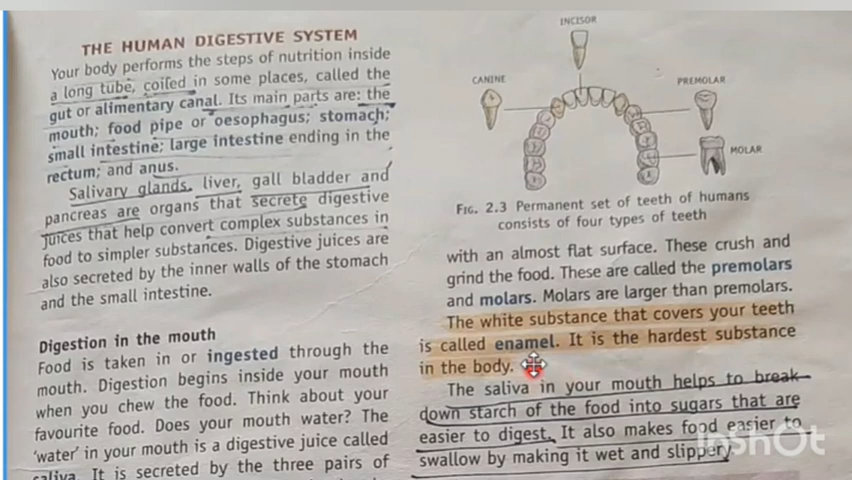 THE HUMAN DIGESTIVE SYSTEM
Your body performs the steps of nutrition inside
a long tube, coiled in some places, called the
gut or alimentary canal. Its main parts are: the
mouth; food pipe or oesophagus; stomach;
small intestine; large intestine ending in the
rectum; and anus.
Salivary glands, liver, gall bladder and
pancreas are organs that secrete digestive
juices that help convert complex substances in
food to simpler substances. Digestive juices are
also secreted by the inner walls of the stomach
and the small intestine.
Digestion in the mouth
Food is taken in or ingested through the
mouth. Digestion begins inside your mouth
when you chew the food. Think about your
favourite food. Does your mouth water? The
'water' in your mouth is a digestive juice called
saliva. It is secreted by the three pairs of
INCISOR
CANINE
PREMOLAR
MOLAR
FIG. 2.3 Permanent set of teeth of humans
consists of four types of teeth
with an almost flat surface. These crush and
grind the food. These are called the premolars
and molars. Molars are larger than premolars.
The white substance that covers your teeth
is called enamel. It is the hardest substance
in the body.
The saliva in your mouth helps to break
down starch of the food into sugars that are
easier to digest. It also makes food easier to
swallow by making it wet and slippery.
InShOt